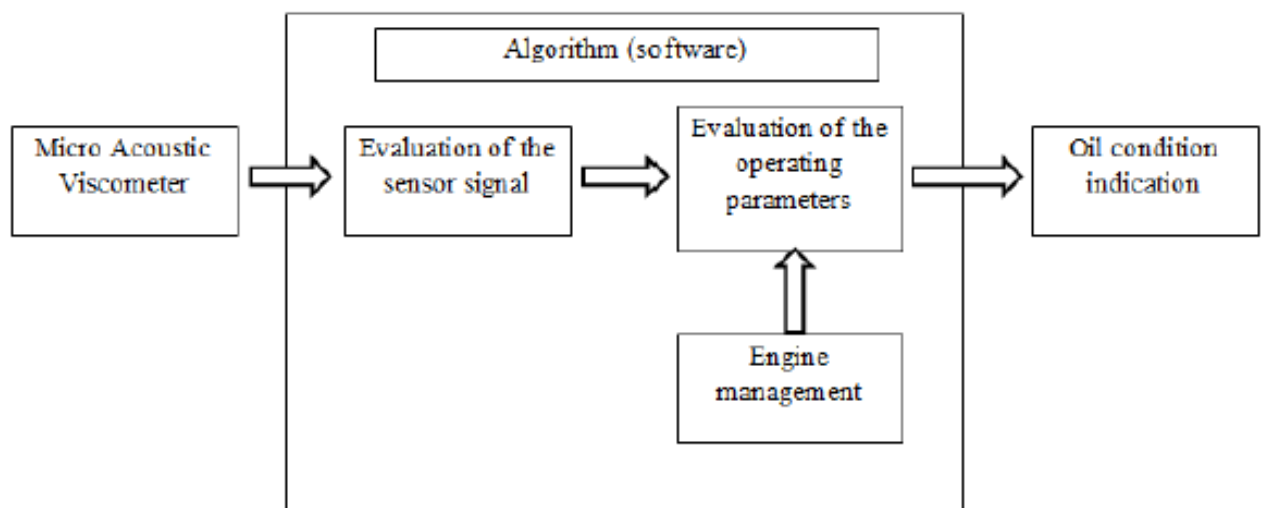 Algorithm (software)
Micro Acoustic
Viscometer
Evaluation of the
sensor signal
Evaluation of the
operating
parameters
Oil condition
indication
Engine
management